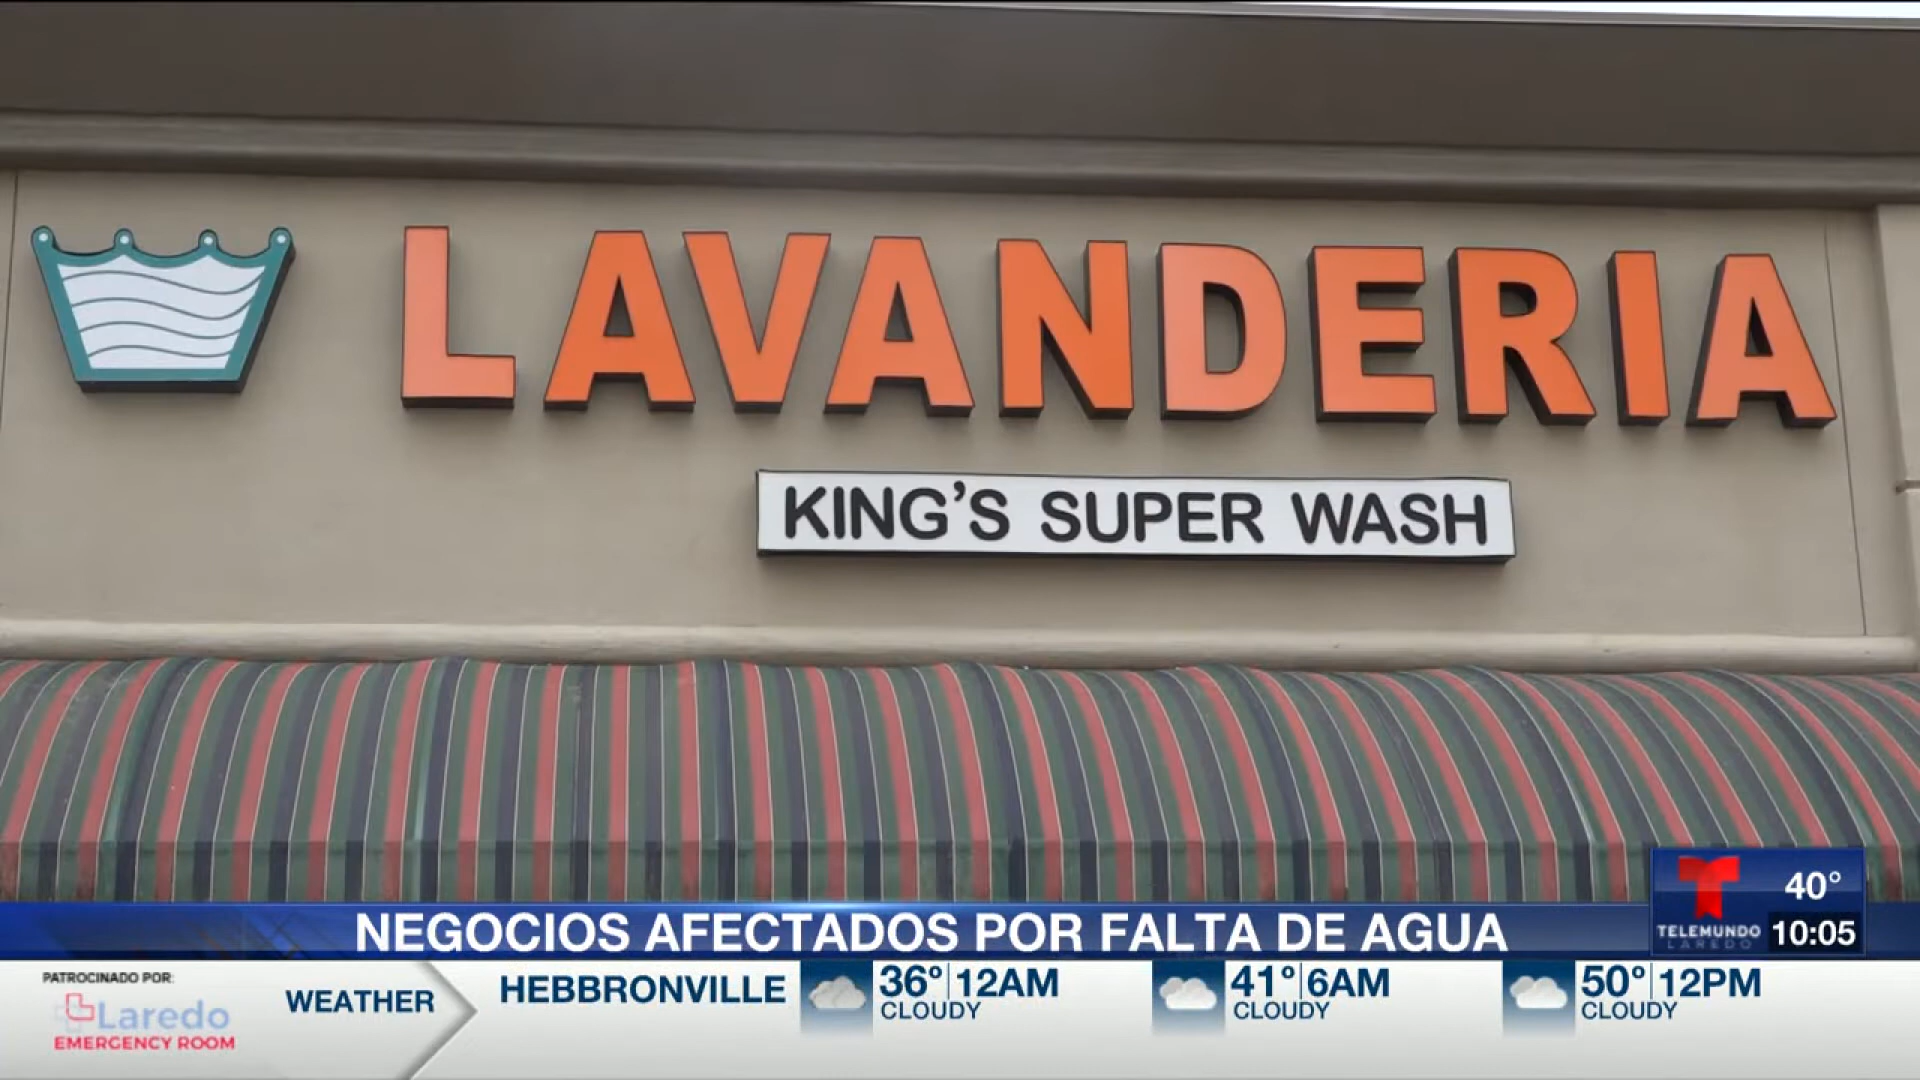 LAVANDERIA
KING'S SUPER WASH
NEGOCIOS AFECTADOS POR FALTA DE AGUA
40°
TELEMUNDO
LAREDO
10:05
PATROCINADO POR:
Laredo
EMERGENCY ROOM
WEATHER
HEBBRONVILLE
36° 12AM
CLOUDY
41° 6AM
CLOUDY
50° 12PM
CLOUDY